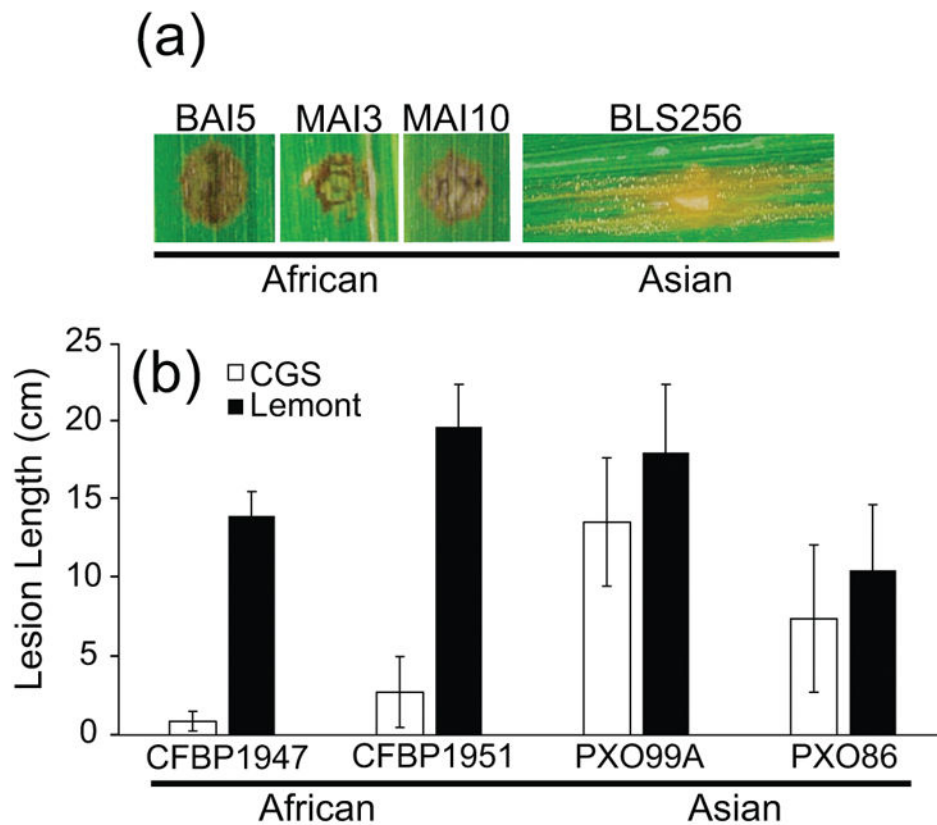 (a)
BAI5 MAI3 MAI10 BLS256
African Asian
(b)
CGS
Lemont
Lesion Length (cm)
25
20
15
10
5
0
CFBP1947 CFBP1951 PXO99A PXO86
African Asian